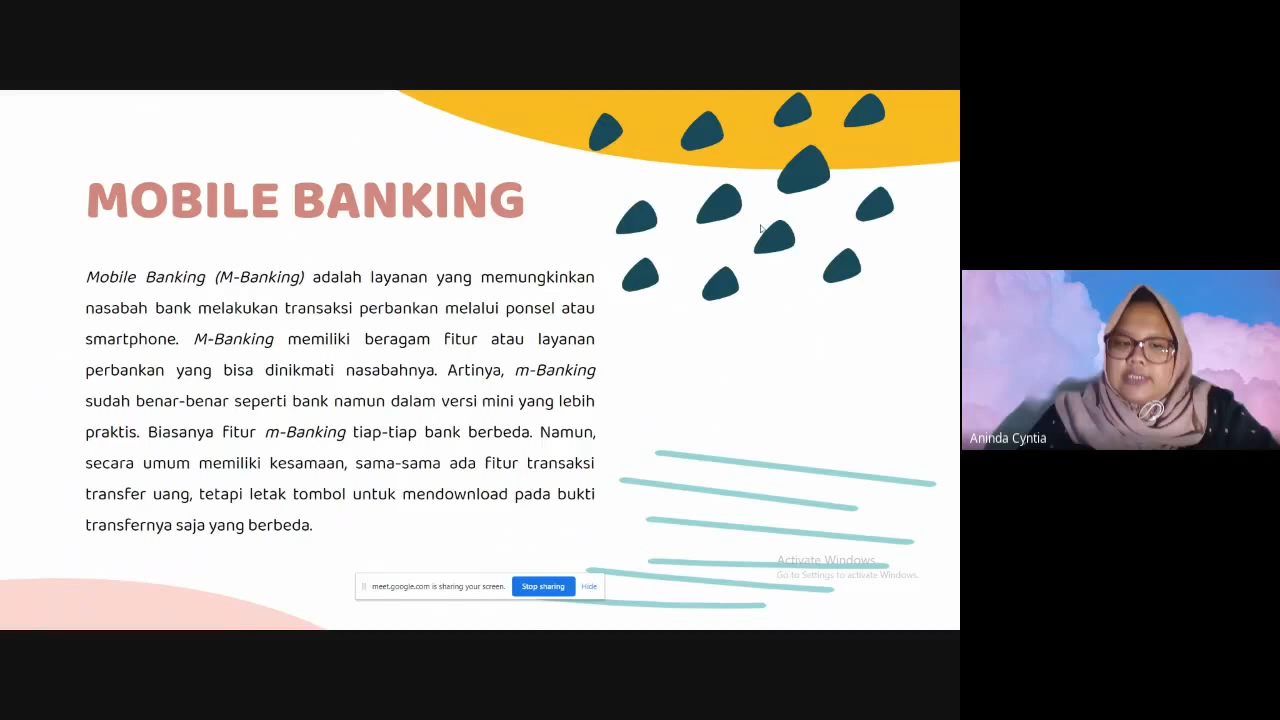 MOBILE BANKING
Mobile Banking (M-Banking) adalah layanan yang memungkinkan
nasabah bank melakukan transaksi perbankan melalui ponsel atau
smartphone. M-Banking memiliki beragam fitur atau layanan
perbankan yang bisa dinikmati nasabahnya. Artinya, m-Banking
sudah benar-benar seperti bank namun dalam versi mini yang lebih
praktis. Biasanya fitur m-Banking tiap-tiap bank berbeda. Namun,
secara umum memiliki kesamaan, sama-sama ada fitur transaksi
transfer uang, tetapi letak tombol untuk mendownload pada bukti
transfernya saja yang berbeda.
Activate Windows
Go to Settings to activate Windows.
meet.google.com is sharing your screen.
Stop sharing
Hide
Aninda Cyntia